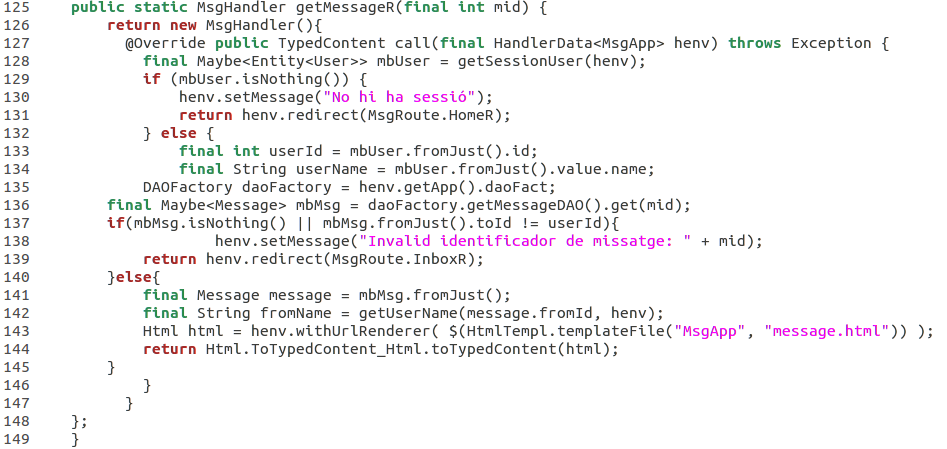 125     public static MsgHandler getMessageR(final int mid) {
126         return new MsgHandler(){
127           @Override public TypedContent call(final HandlerData<MsgApp> henv) throws Exception {
128             final Maybe<Entity<User>> mbUser = getSessionUser(henv);
129             if (mbUser.isNothing()) {
130                 henv.setMessage("No hi ha sessió");
131                 return henv.redirect(MsgRoute.HomeR);
132             } else {
133                 final int userId = mbUser.fromJust().id;
134                 final String userName = mbUser.fromJust().value.name;
135             DAOFactory daoFactory = henv.getApp().daoFact;
136         final Maybe<Message> mbMsg = daoFactory.getMessageDAO().get(mid);
137         if(mbMsg.isNothing() || mbMsg.fromJust().toId != userId){
138                     henv.setMessage("Invalid identificador de missatge: " + mid);
139             return henv.redirect(MsgRoute.InboxR);
140         }else{
141             final Message message = mbMsg.fromJust();
142             final String fromName = getUserName(message.fromId, henv);
143             Html html = henv.withUrlRenderer( $(HtmlTempl.templateFile("MsgApp", "message.html")) );
144             return Html.ToTypedContent_Html.toTypedContent(html);
145         }
146             }
147           }
148     };
149     }